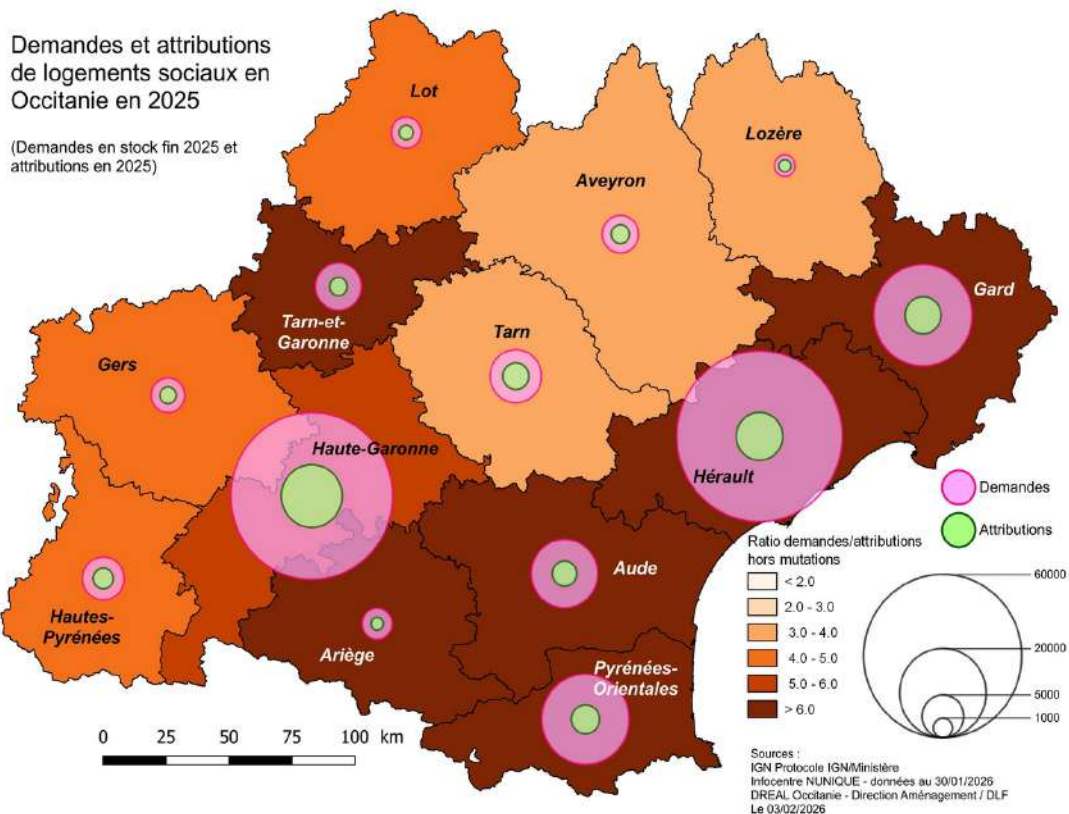 Demandes et attributions
de logements sociaux en
Occitanie en 2025
(Demandes en stock fin 2025 et
attributions en 2025)
Lot
Lozère
Aveyron
Gard
Tarn-et-
Garonne
Tarn
Gers
Haute-Garonne
Hérault
Aude
Hautes-
Pyrénées
Ariège
Pyrénées-
Orientales
Demandes
Attributions
Ratio demandes/attributions
hors mutations
< 2.0
2.0 - 3.0
3.0 - 4.0
4.0 - 5.0
5.0 - 6.0
> 6.0
60000
20000
5000
1000
0 25 50 75 100 km
Sources :
IGN Protocole IGN/Ministère
Infocentre NUNIQUE - données au 30/01/2026
DREAL Occitanie - Direction Aménagement / DLF
Le 03/02/2026